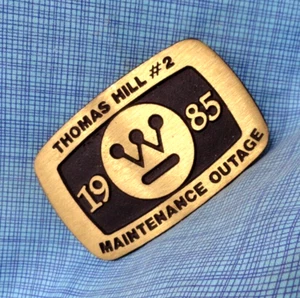 THOMAS HILL #2
19 W 85
MAINTENANCE OUTAGE